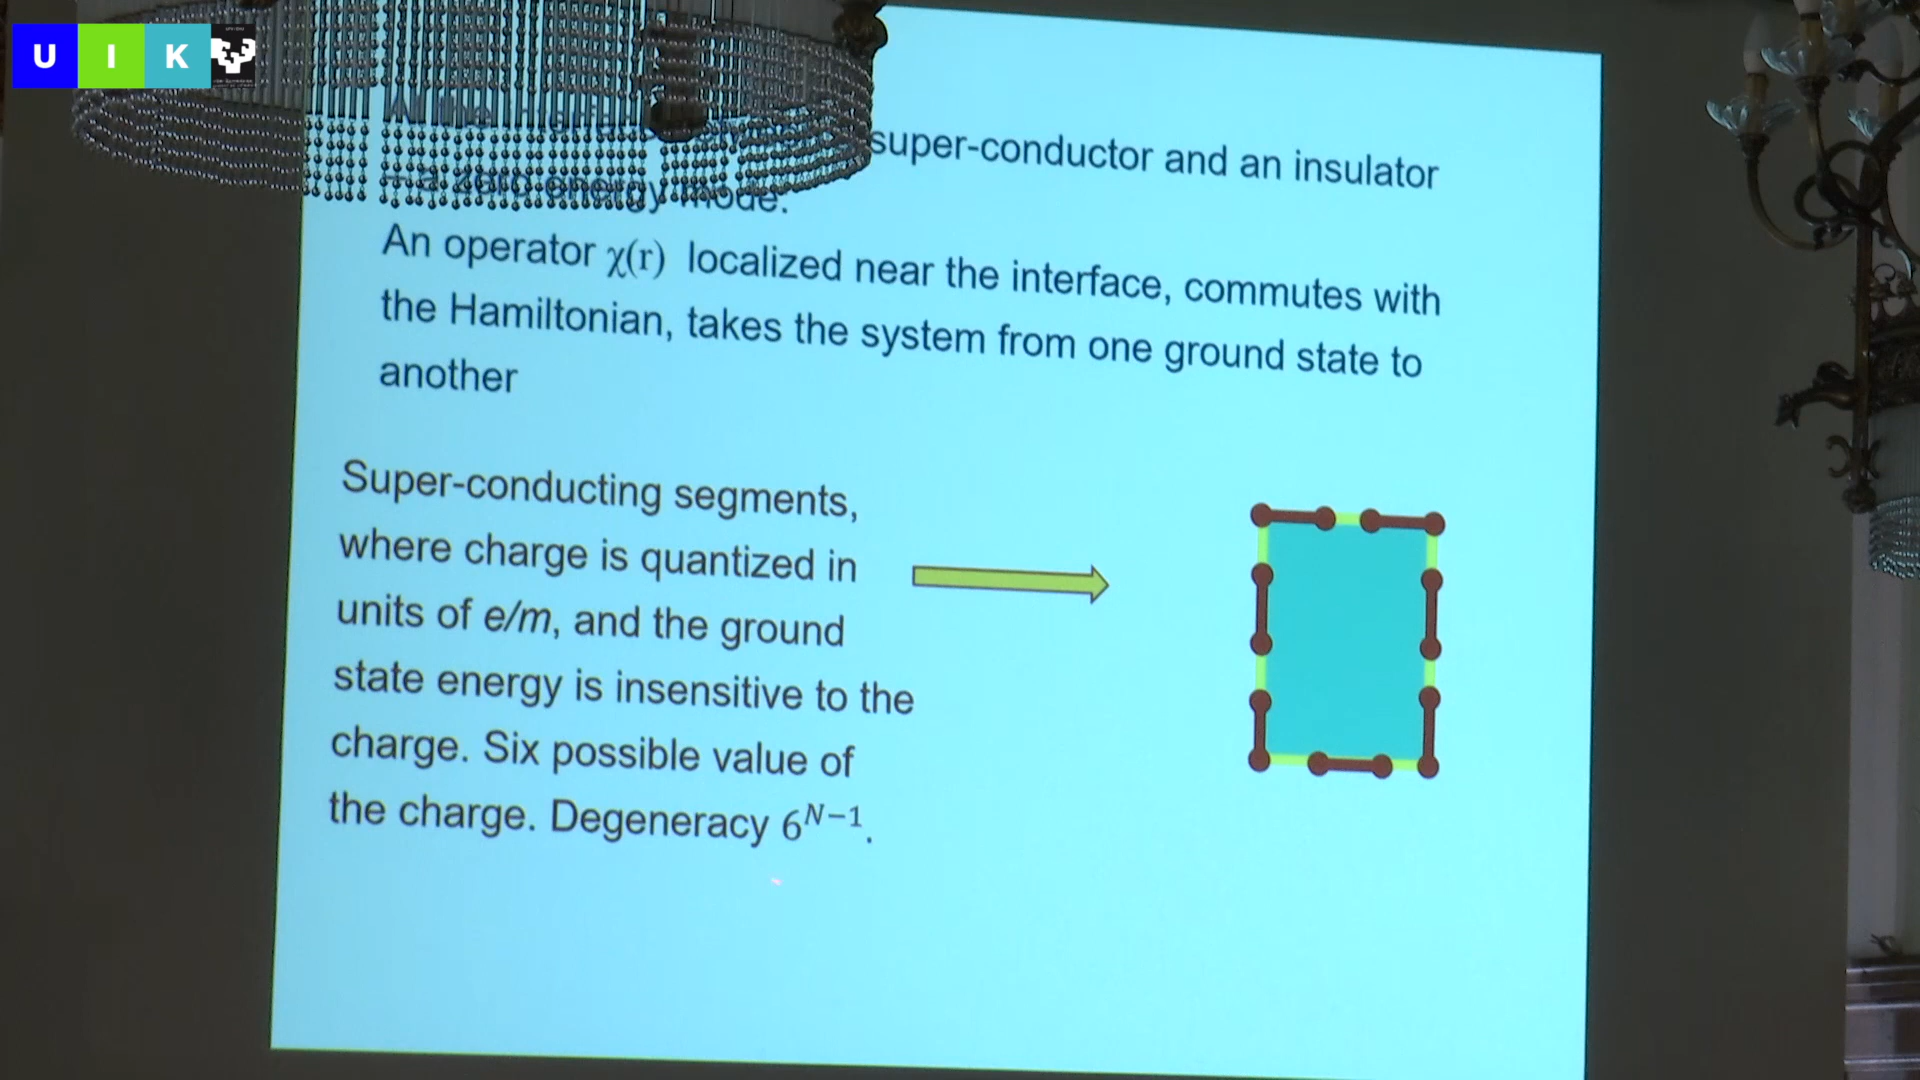 U I K
super-conductor and an insulator
energy mode.
An operator χ(r) localized near the interface, commutes with
the Hamiltonian, takes the system from one ground state to
another
Super-conducting segments,
where charge is quantized in
units of e/m, and the ground
state energy is insensitive to the
charge. Six possible value of
the charge. Degeneracy 6^{N−1}.